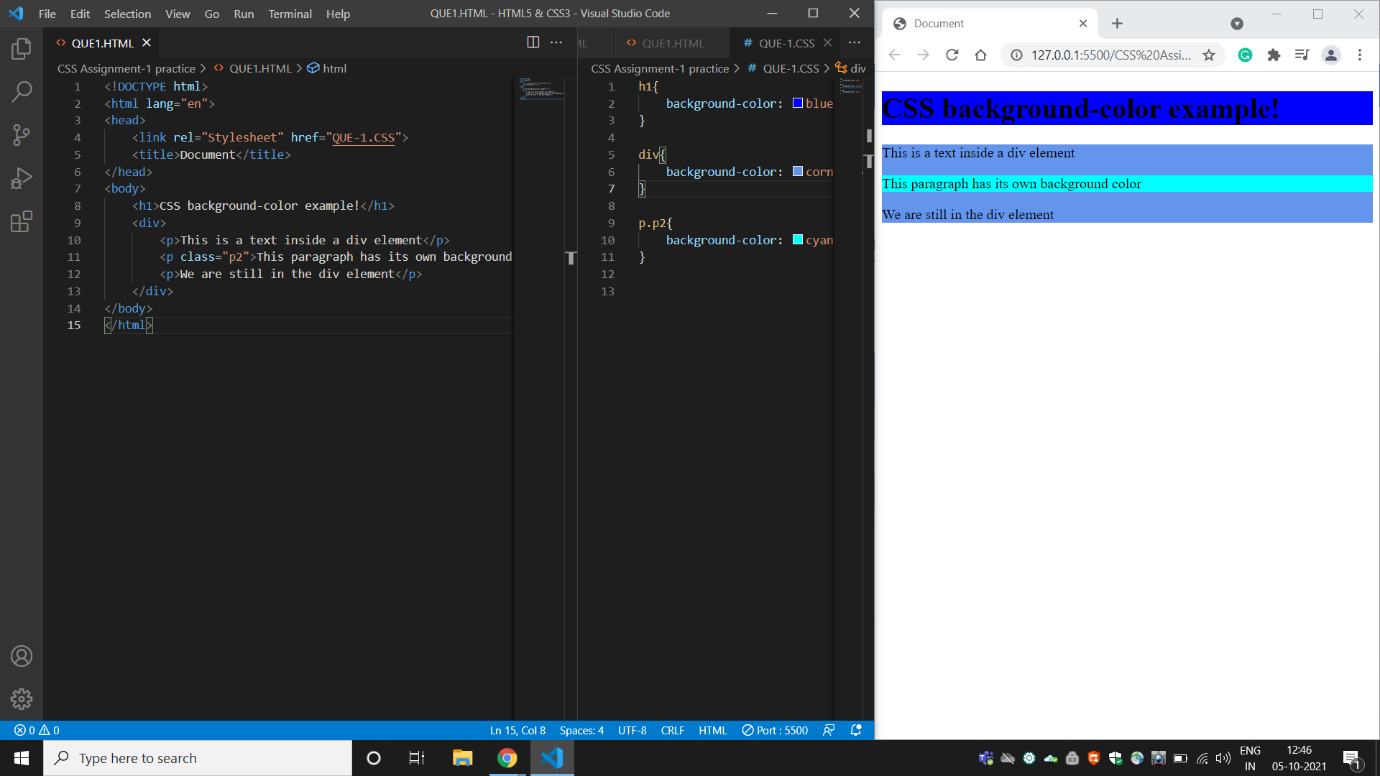 File Edit Selection View Go Run Terminal Help QUE1.HTML - HTML5 & CSS3 - Visual Studio Code
QUE1.HTML
CSS Assignment-1 practice > QUE1.HTML > html
1 <!DOCTYPE html>
2 <html lang="en">
3 <head>
4 <link rel="Stylesheet" href="QUE-1.CSS">
5 <title>Document</title>
6 </head>
7 <body>
8 <h1>CSS background-color example!</h1>
9 <div>
10 <p>This is a text inside a div element</p>
11 <p class="p2">This paragraph has its own background
12 <p>We are still in the div element</p>
13 </div>
14 </body>
15 </html>
ML QUE1.HTML # QUE-1.CSS
CSS Assignment-1 practice > # QUE-1.CSS > div
1 h1{
2 background-color: blue
3 }
4
5 div{
6 background-color: corn
7 }
8
9 p.p2{
10 background-color: cyan
11 }
12
13
0 0 Ln 15, Col 8 Spaces: 4 UTF-8 CRLF HTML Port : 5500
Document
127.0.0.1:5500/CSS%20Assi...
CSS background-color example!
This is a text inside a div element
This paragraph has its own background color
We are still in the div element
Type here to search
ENG
IN
12:46
05-10-2021
1